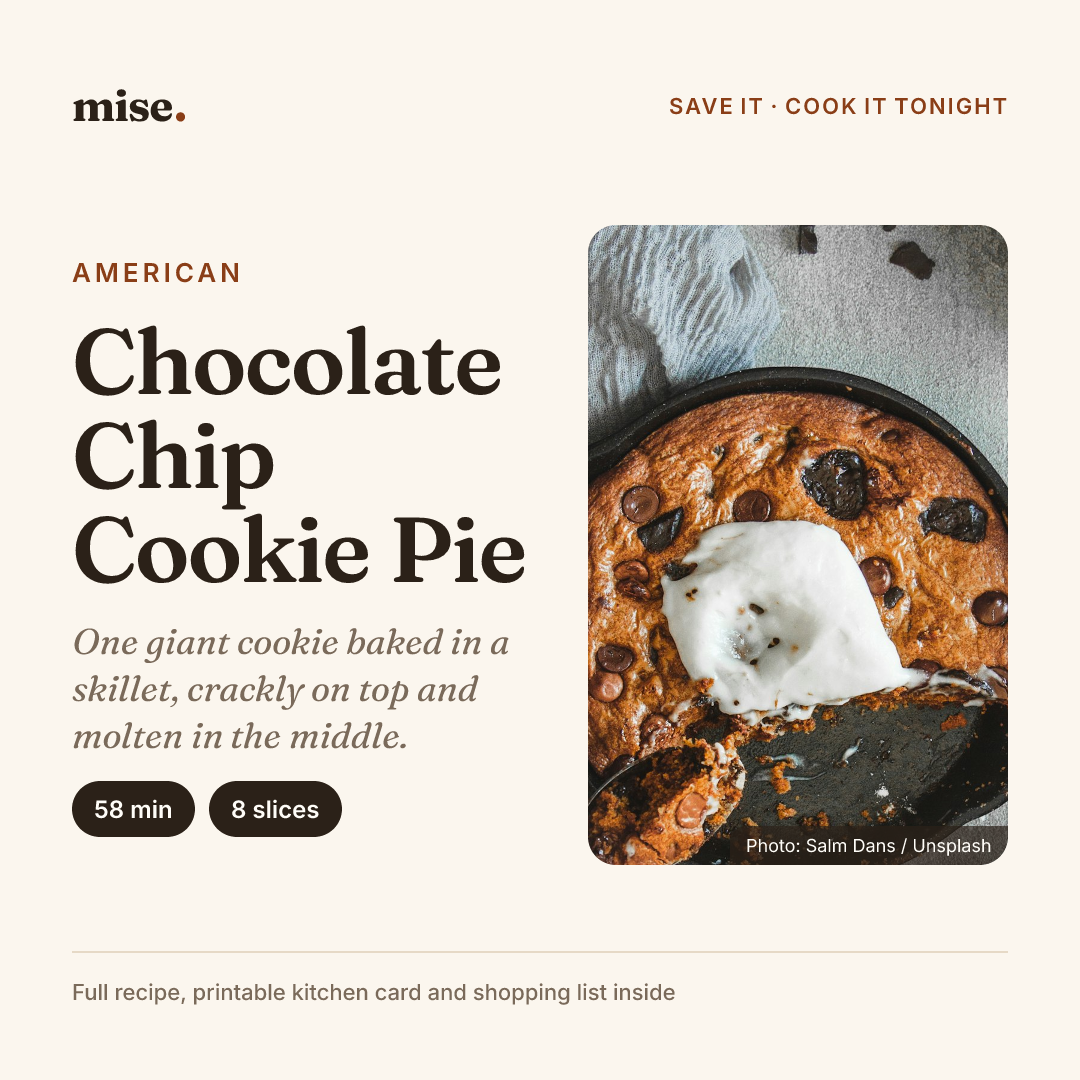 mise.
SAVE IT · COOK IT TONIGHT
AMERICAN
Chocolate
Chip
Cookie Pie
One giant cookie baked in a
skillet, crackly on top and
molten in the middle.
58 min
8 slices
Photo: Salm Dans / Unsplash
Full recipe, printable kitchen card and shopping list inside